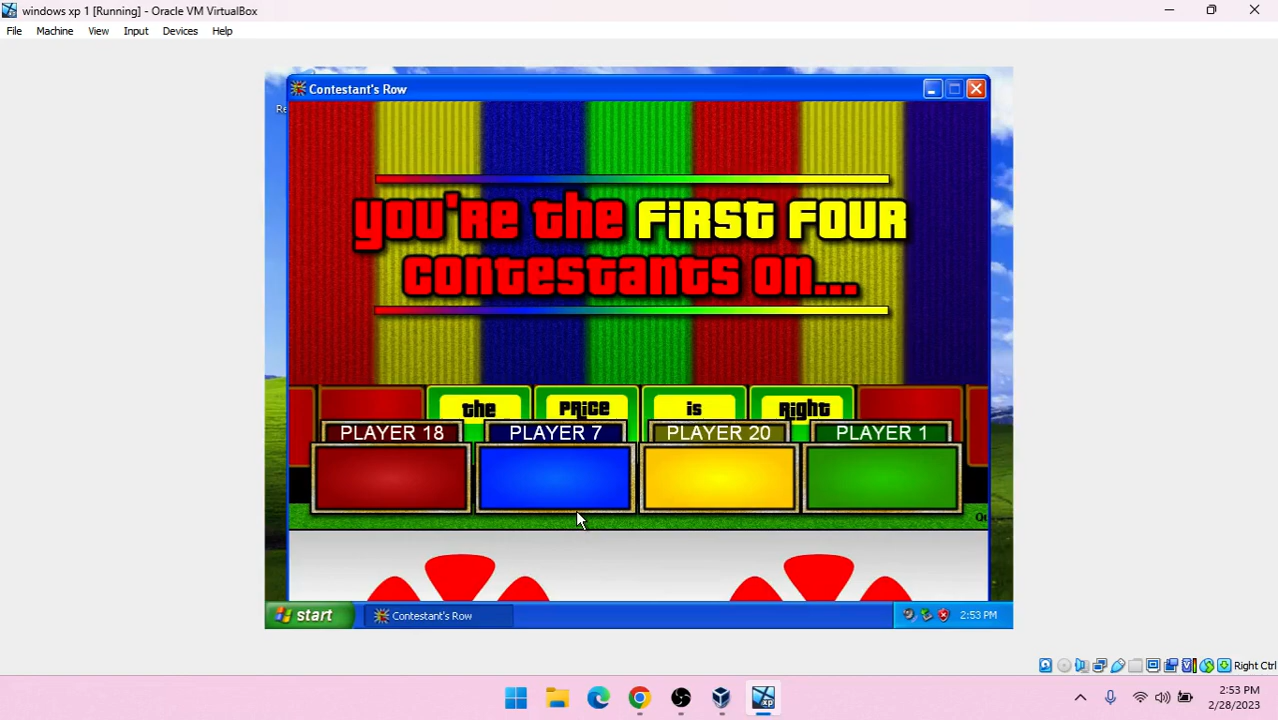 windows xp 1 [Running] - Oracle VM VirtualBox
File Machine View Input Devices Help
Contestant's Row
Re
you're the first four
contestants on...
the PRice is Right
PLAYER 18 PLAYER 7 PLAYER 20 PLAYER 1
start Contestant's Row 2:53 PM
Right Ctrl
xp
2:53 PM
2/28/2023